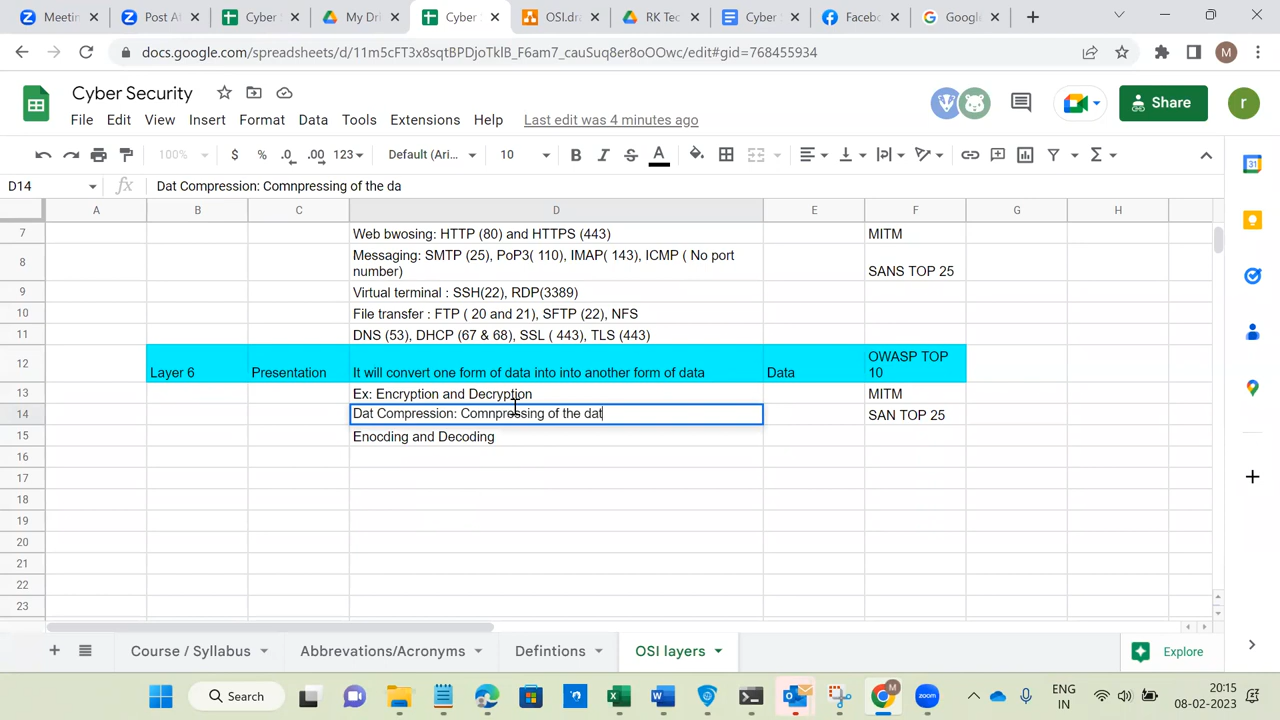 Meetin
Post At
Cyber S
My Driv
Cyber S
OSI.dra
RK Tec
Cyber S
Facebo
Google
docs.google.com/spreadsheets/d/11m5cFT3x8sqtBPDjoTklB_F6am7_cauSuq8er8oOOwc/edit#gid=768455934
M
Cyber Security
File Edit View Insert Format Data Tools Extensions Help Last edit was 4 minutes ago
Share
r
100% $ % .0 .00 123 Default (Ari... 10 B I S A
D14 fx Dat Compression: Comnpressing of the da
A B C D E F G H
7 Web bwosing: HTTP (80) and HTTPS (443) MITM
8 Messaging: SMTP (25), PoP3( 110), IMAP( 143), ICMP ( No port
number) SANS TOP 25
9 Virtual terminal : SSH(22), RDP(3389)
10 File transfer : FTP ( 20 and 21), SFTP (22), NFS
11 DNS (53), DHCP (67 & 68), SSL ( 443), TLS (443)
12 Layer 6 Presentation It will convert one form of data into into another form of data Data OWASP TOP
10
13 Ex: Encryption and Decryption MITM
14 Dat Compression: Comnpressing of the dat SAN TOP 25
15 Enocding and Decoding
16
17
18
19
20
21
22
23
Course / Syllabus Abbrevations/Acronyms Defintions OSI layers Explore
Search
zoom
ENG
IN
20:15
08-02-2023
31